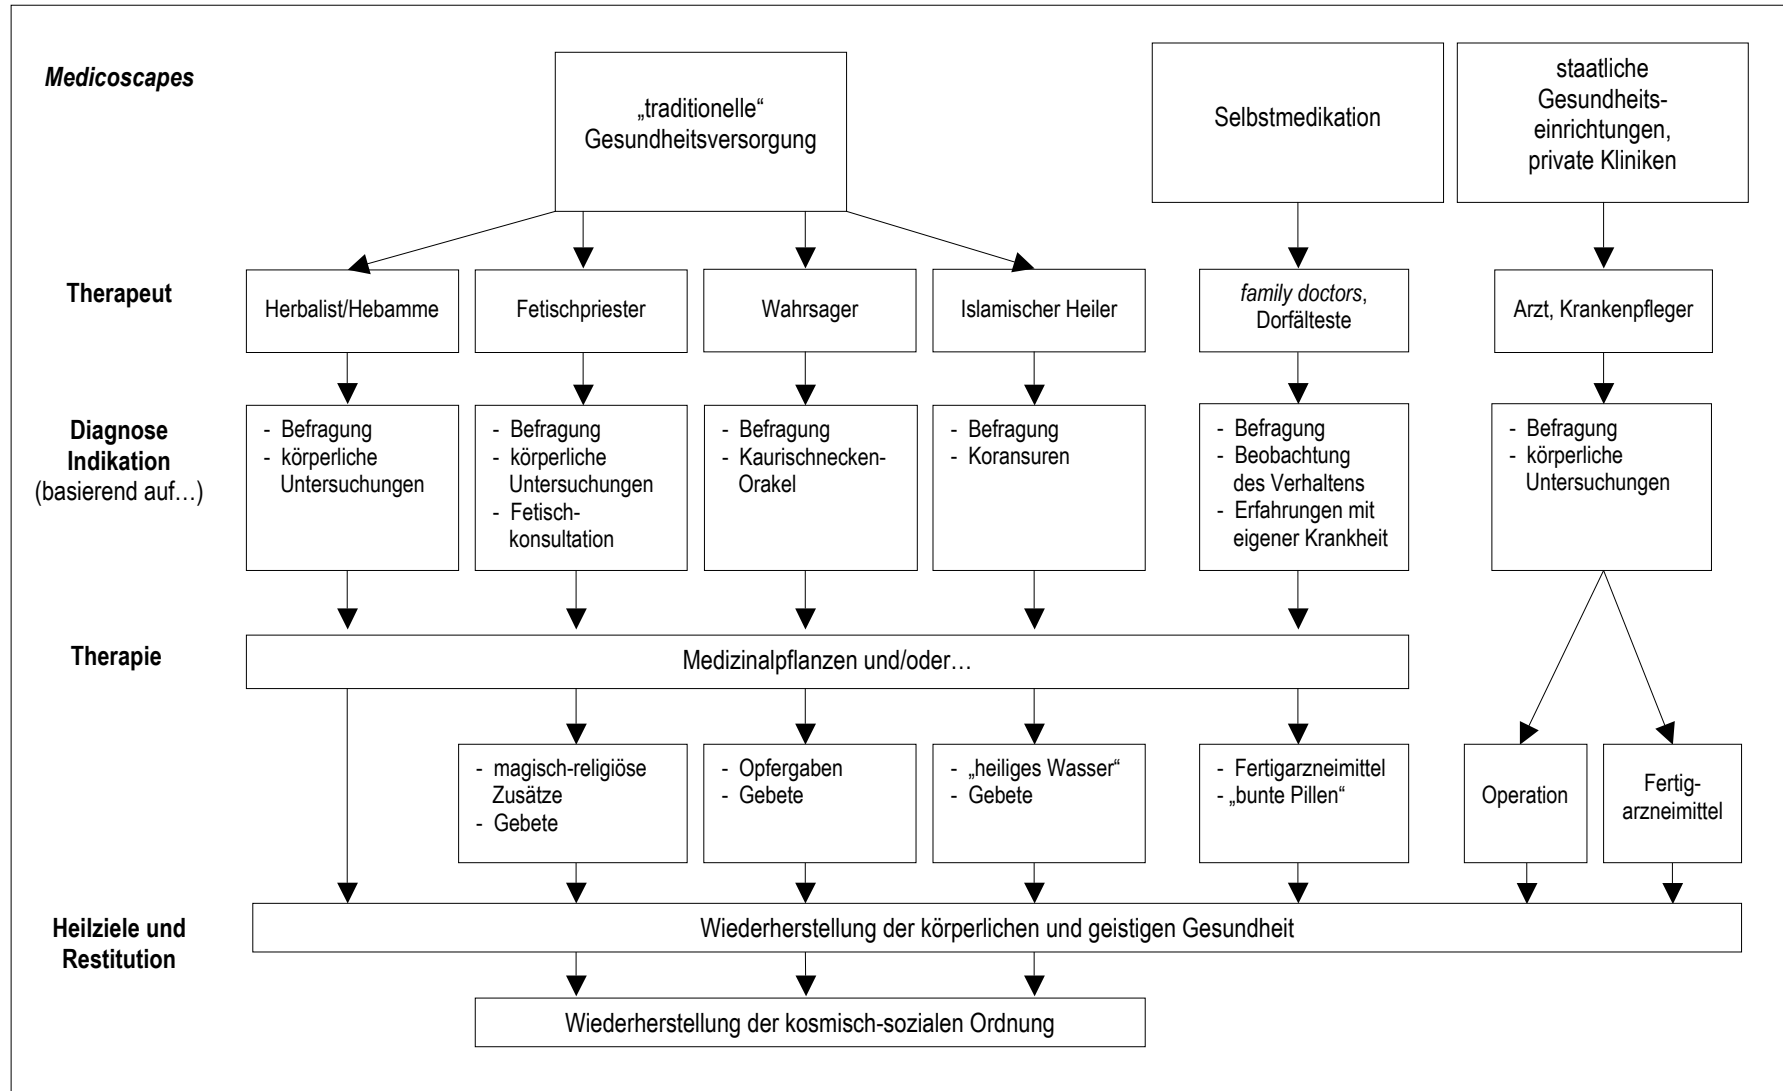 Medicoscapes
„traditionelle“
Gesundheitsversorgung
Selbstmedikation
staatliche
Gesundheits-
einrichtungen,
private Kliniken
Therapeut
Herbalist/Hebamme
Fetischpriester
Wahrsager
Islamischer Heiler
family doctors,
Dorfälteste
Arzt, Krankenpfleger
Diagnose
Indikation
(basierend auf…)
- Befragung
- körperliche
Untersuchungen
- Befragung
- körperliche
Untersuchungen
- Fetisch-
konsultation
- Befragung
- Kaurischnecken-
Orakel
- Befragung
- Koransuren
- Befragung
- Beobachtung
des Verhaltens
- Erfahrungen mit
eigener Krankheit
- Befragung
- körperliche
Untersuchungen
Therapie
Medizinalpflanzen und/oder…
- magisch-religiöse
Zusätze
- Gebete
- Opfergaben
- Gebete
- „heiliges Wasser“
- Gebete
- Fertigarzneimittel
- „bunte Pillen“
Operation
Fertig-
arzneimittel
Heilziele und
Restitution
Wiederherstellung der körperlichen und geistigen Gesundheit
Wiederherstellung der kosmisch-sozialen Ordnung